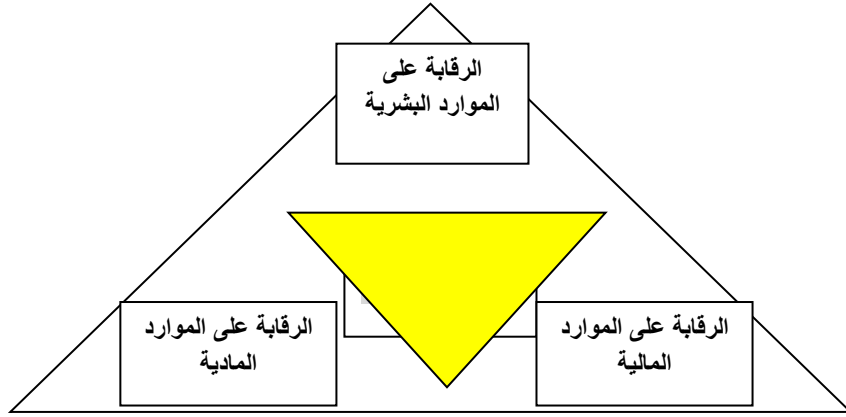 الرقابة على
الموارد البشرية
الرقابة على الموارد
المالية
الرقابة على الموارد
المادية